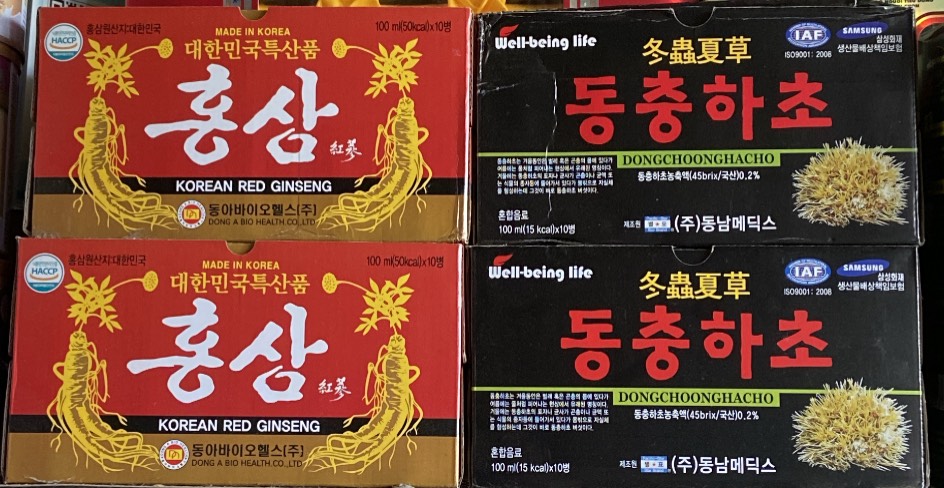 HACCP
홍삼원산지:대한민국
100 ml(50kcal)x10병
MADE IN KOREA
대한민국특산품
홍삼
紅蔘
KOREAN RED GINSENG
동아바이오헬스(주)
DONG A BIO HEALTH.CO.,LTD
Well-being life
IAF
ISO9001: 2008
SAMSUNG
삼성화재
생산물배상책임보험
冬蟲夏草
동충하초
DONGCHOONGHACHO
동충하초농축액(45brix/국산)0.2%
혼합음료
100 ml(15 kcal)x10병
제조원
(주)동남메딕스
HACCP
홍삼원산지:대한민국
100 ml(50kcal)x10병
MADE IN KOREA
대한민국특산품
홍삼
紅蔘
KOREAN RED GINSENG
동아바이오헬스(주)
DONG A BIO HEALTH.CO.,LTD
Well-being life
IAF
ISO9001: 2008
SAMSUNG
삼성화재
생산물배상책임보험
冬蟲夏草
동충하초
DONGCHOONGHACHO
동충하초농축액(45brix/국산)0.2%
혼합음료
100 ml(15 kcal)x10병
제조원
(주)동남메딕스